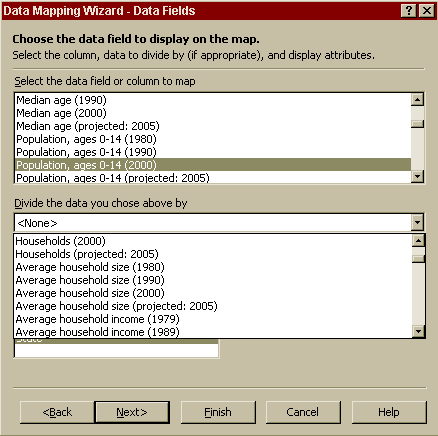 Data Mapping Wizard - Data Fields
Choose the data field to display on the map.
Select the column, data to divide by (if appropriate), and display attributes.
Select the data field or column to map
Median age (1990)
Median age (2000)
Median age (projected: 2005)
Population, ages 0-14 (1980)
Population, ages 0-14 (1990)
Population, ages 0-14 (2000)
Population, ages 0-14 (projected: 2005)
Divide the data you chose above by
<None>
Households (2000)
Households (projected: 2005)
Average household size (1980)
Average household size (1990)
Average household size (2000)
Average household size (projected: 2005)
Average household income (1979)
Average household income (1989)
State
<Back Next> Finish Cancel Help